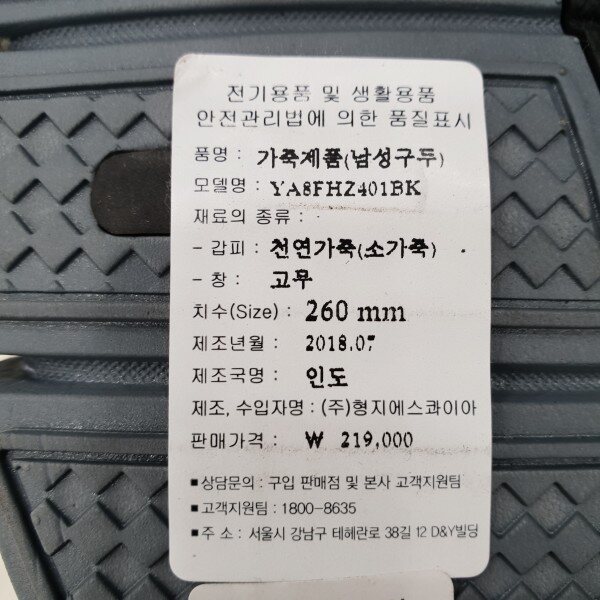 전기용품 및 생활용품
안전관리법에 의한 품질표시
품명 : 가죽제품(남성구두)
모델명 : YA8FHZ401BK
재료의 종류 :
- 갑피 : 천연가죽(소가죽)
- 창 : 고무
치수(Size) : 260 mm
제조년월 : 2018.07
제조국명 : 인도
제조, 수입자명 : (주)형지에스콰이아
판매가격 : ₩ 219,000
■상담문의 : 구입 판매점 및 본사 고객지원팀
■고객지원팀 : 1800-8635
■주 소 : 서울시 강남구 테헤란로 38길 12 D&Y빌딩